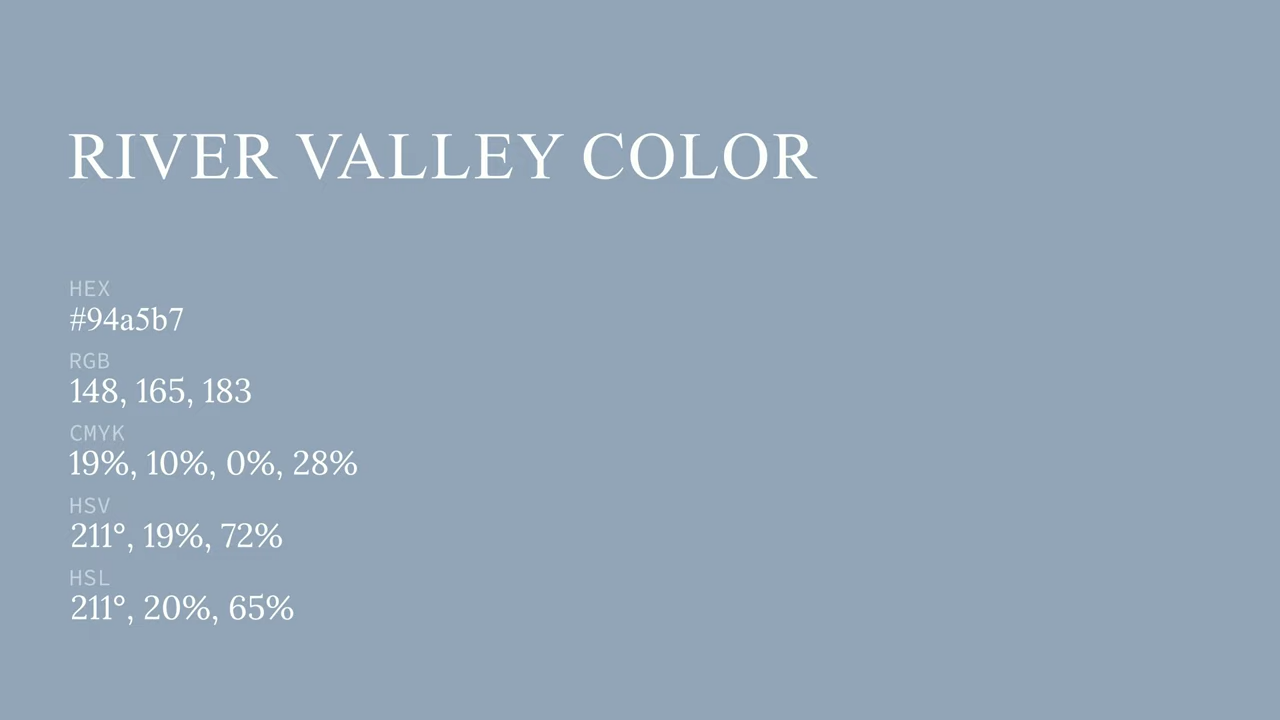 RIVER VALLEY COLOR
HEX
#94a5b7
RGB
148, 165, 183
CMYK
19%, 10%, 0%, 28%
HSV
211°, 19%, 72%
HSL
211°, 20%, 65%